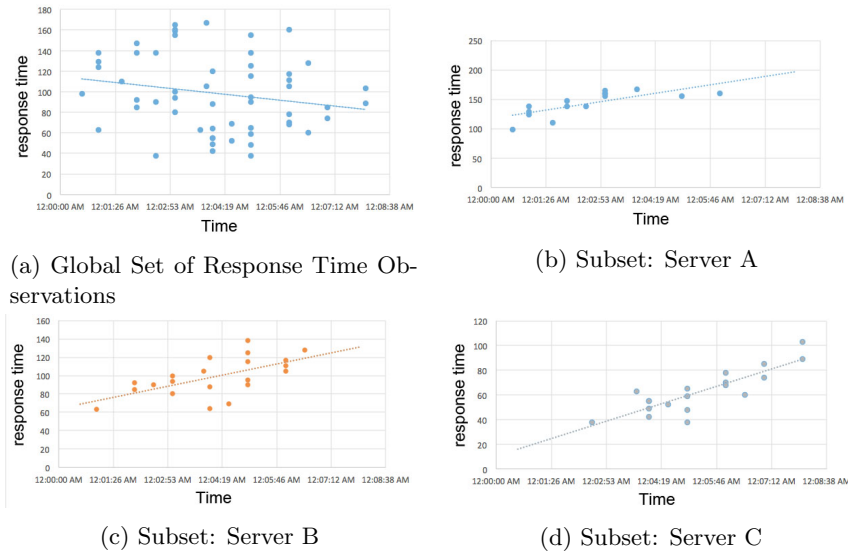 180
160
140
120
100
80
60
40
20
0
response time
12:00:00 AM 12:01:26 AM 12:02:53 AM 12:04:19 AM 12:05:46 AM 12:07:12 AM 12:08:38 AM
Time
(a) Global Set of Response Time Ob-
servations
250
200
150
100
50
0
response time
12:00:00 AM 12:01:26 AM 12:02:53 AM 12:04:19 AM 12:05:46 AM 12:07:12 AM 12:08:38 AM
Time
(b) Subset: Server A
160
140
120
100
80
60
40
20
0
response time
12:00:00 AM 12:01:26 AM 12:02:53 AM 12:04:19 AM 12:05:46 AM 12:07:12 AM 12:08:38 AM
Time
(c) Subset: Server B
120
100
80
60
40
20
0
response time
12:00:00 AM 12:01:26 AM 12:02:53 AM 12:04:19 AM 12:05:46 AM 12:07:12 AM 12:08:38 AM
Time
(d) Subset: Server C